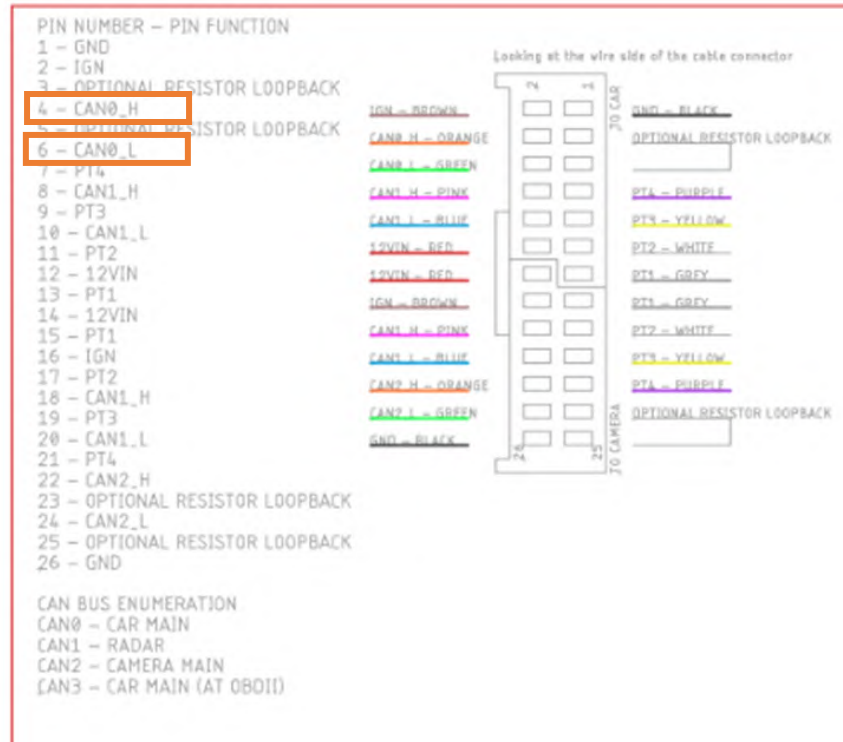 PIN NUMBER – PIN FUNCTION
1 – GND
2 – IGN
3 – OPTIONAL RESISTOR LOOPBACK
4 – CAN0_H
5 – OPTIONAL RESISTOR LOOPBACK
6 – CAN0_L
7 – PT4
8 – CAN1_H
9 – PT3
10 – CAN1_L
11 – PT2
12 – 12VIN
13 – PT1
14 – 12VIN
15 – PT1
16 – IGN
17 – PT2
18 – CAN1_H
19 – PT3
20 – CAN1_L
21 – PT4
22 – CAN2_H
23 – OPTIONAL RESISTOR LOOPBACK
24 – CAN2_L
25 – OPTIONAL RESISTOR LOOPBACK
26 – GND
CAN BUS ENUMERATION
CAN0 – CAR MAIN
CAN1 – RADAR
CAN2 – CAMERA MAIN
CAN3 – CAR MAIN (AT OBDII)
Looking at the wire side of the cable connector
2 1
TO CAR
IGN – BROWN
CAN0_H – ORANGE
CAN0_L – GREEN
CAN1_H – PINK
CAN1_L – BLUE
12VIN – RED
12VIN – RED
IGN – BROWN
CAN1_H – PINK
CAN1_L – BLUE
CAN2_H – ORANGE
CAN2_L – GREEN
GND – BLACK
GND – BLACK
OPTIONAL RESISTOR LOOPBACK
PT4 – PURPLE
PT3 – YELLOW
PT2 – WHITE
PT1 – GREY
PT1 – GREY
PT2 – WHITE
PT3 – YELLOW
PT4 – PURPLE
OPTIONAL RESISTOR LOOPBACK
26 25
TO CAMERA